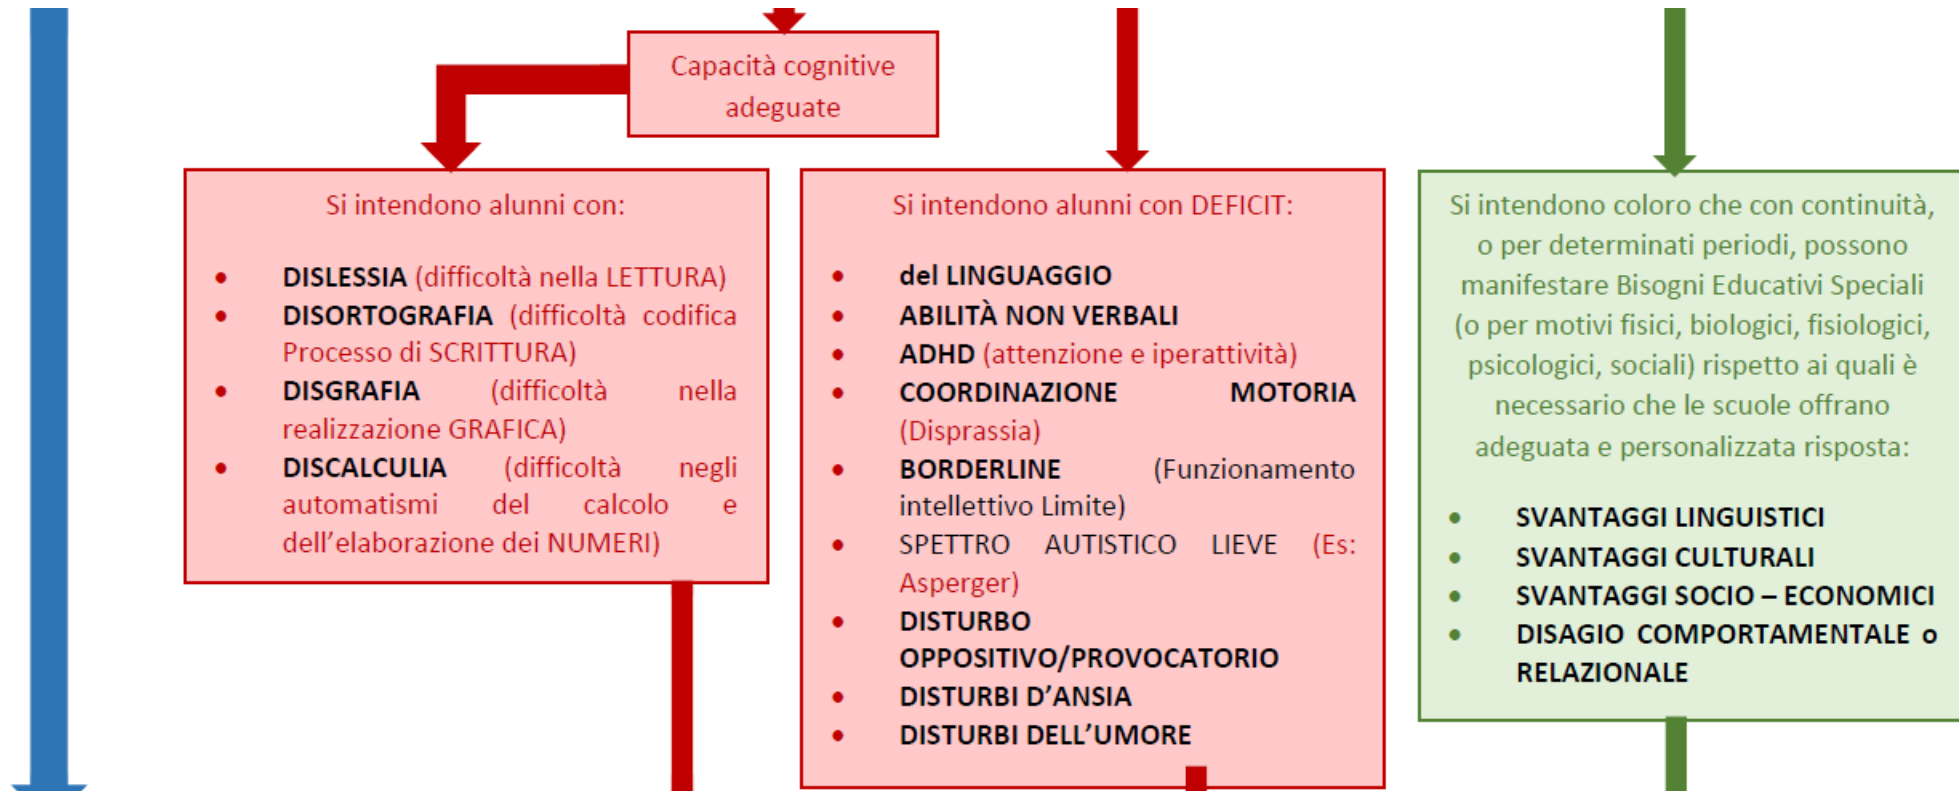 Capacità cognitive
adeguate
Si intendono alunni con:
• DISLESSIA (difficoltà nella LETTURA)
• DISORTOGRAFIA (difficoltà codifica
Processo di SCRITTURA)
• DISGRAFIA (difficoltà nella
realizzazione GRAFICA)
• DISCALCULIA (difficoltà negli
automatismi del calcolo e
dell’elaborazione dei NUMERI)
Si intendono alunni con DEFICIT:
• del LINGUAGGIO
• ABILITÀ NON VERBALI
• ADHD (attenzione e iperattività)
• COORDINAZIONE MOTORIA
(Disprassia)
• BORDERLINE (Funzionamento
intellettivo Limite)
• SPETTRO AUTISTICO LIEVE (Es:
Asperger)
• DISTURBO
OPPOSITIVO/PROVOCATORIO
• DISTURBI D’ANSIA
• DISTURBI DELL’UMORE
Si intendono coloro che con continuità,
o per determinati periodi, possono
manifestare Bisogni Educativi Speciali
(o per motivi fisici, biologici, fisiologici,
psicologici, sociali) rispetto ai quali è
necessario che le scuole offrano
adeguata e personalizzata risposta:
• SVANTAGGI LINGUISTICI
• SVANTAGGI CULTURALI
• SVANTAGGI SOCIO – ECONOMICI
• DISAGIO COMPORTAMENTALE o
RELAZIONALE